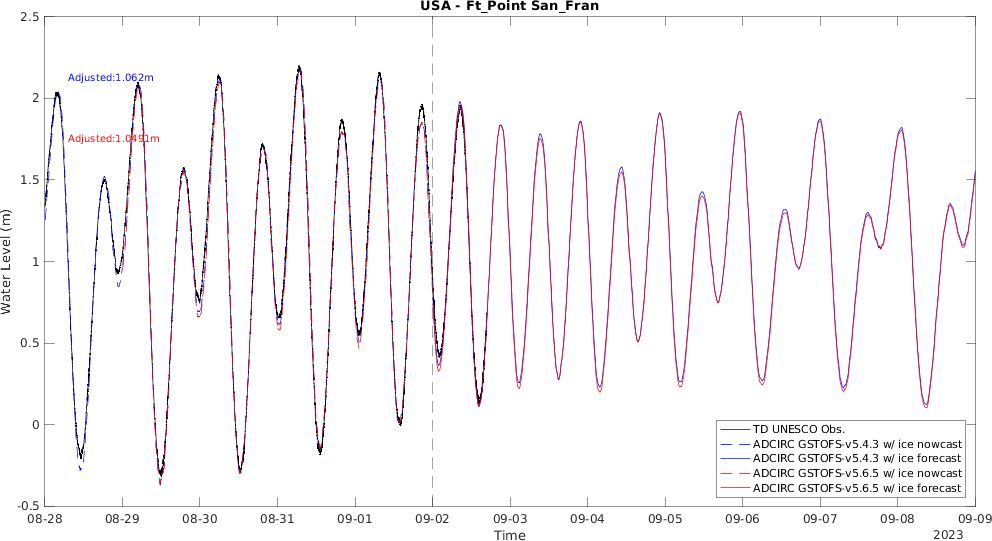 USA - Ft_Point San_Fran
2.5
2
1.5
1
0.5
0
-0.5
Water Level (m)
Adjusted:1.062m
Adjusted:1.0491m
TD UNESCO Obs.
ADCIRC GSTOFS-v5.4.3 w/ ice nowcast
ADCIRC GSTOFS-v5.4.3 w/ ice forecast
ADCIRC GSTOFS-v5.6.5 w/ ice nowcast
ADCIRC GSTOFS-v5.6.5 w/ ice forecast
08-28 08-29 08-30 08-31 09-01 09-02 09-03 09-04 09-05 09-06 09-07 09-08 09-09
Time
2023